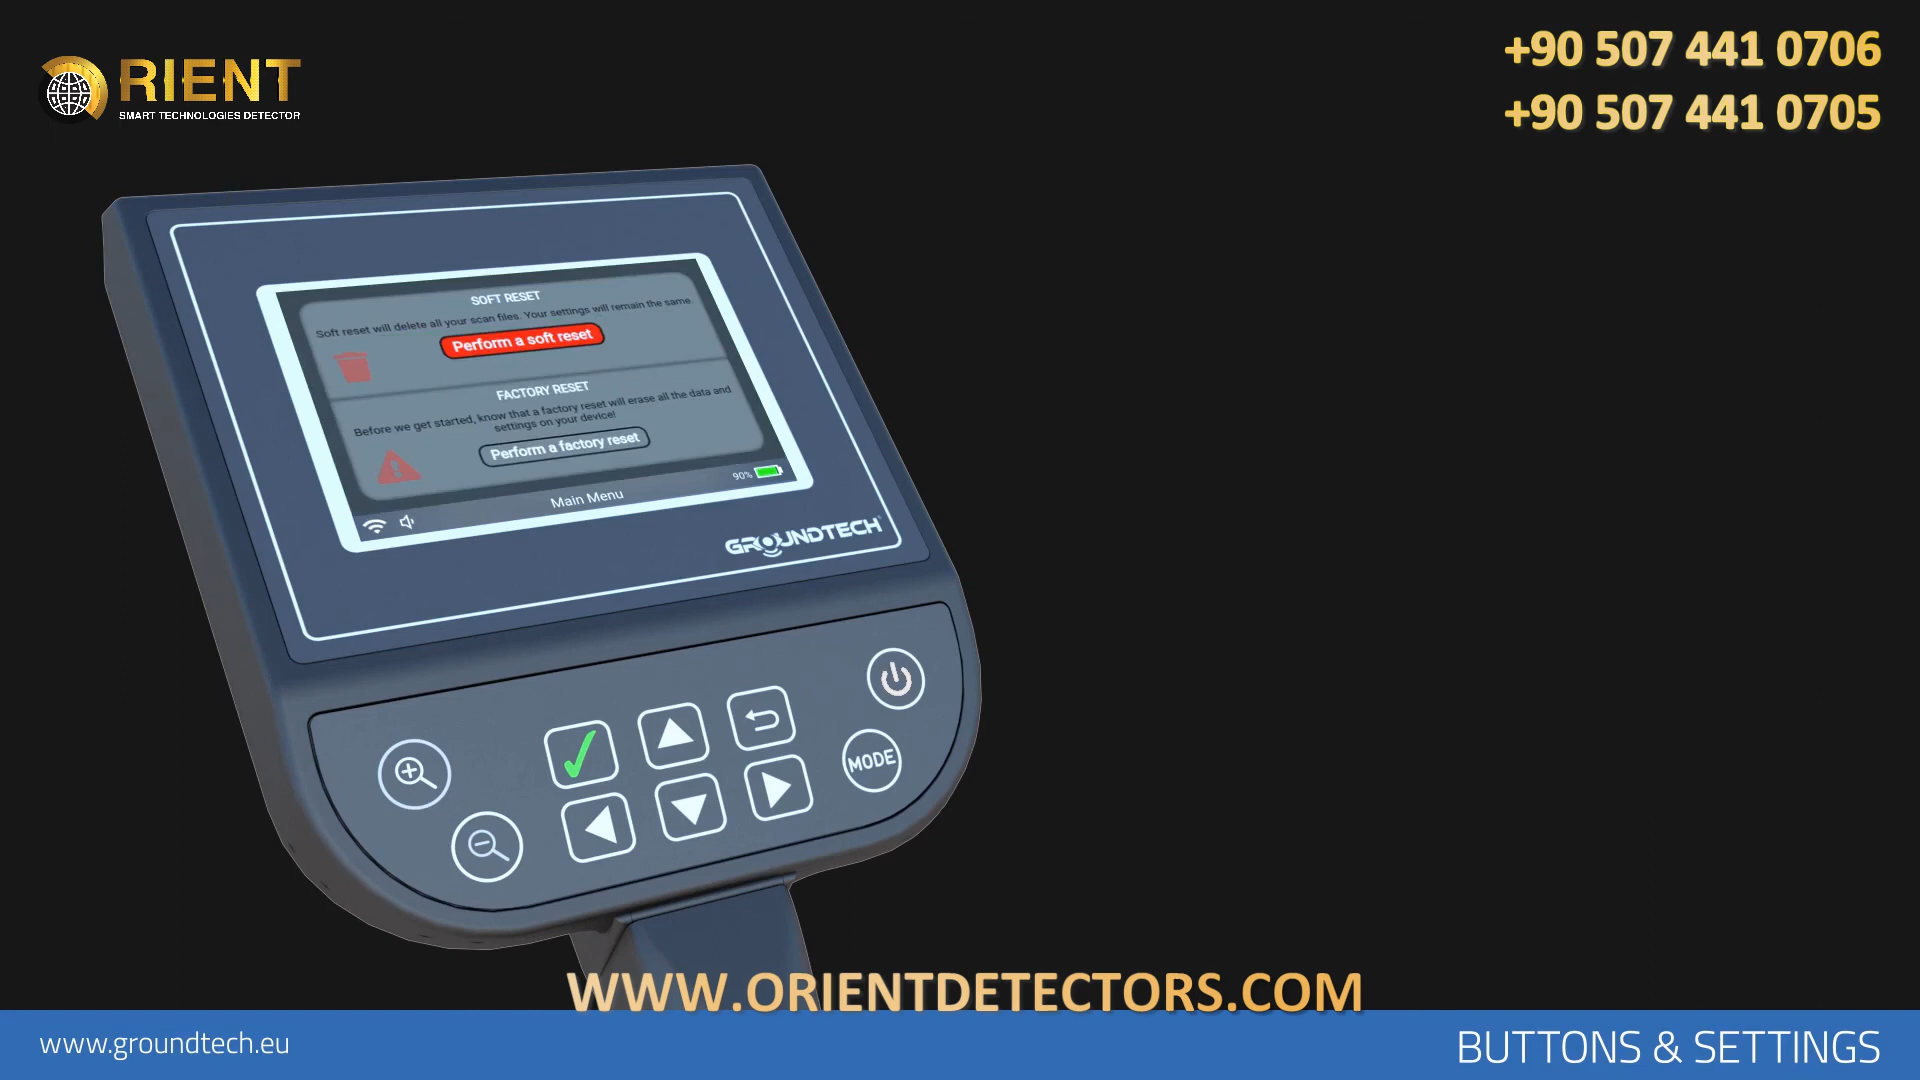 RIENT
SMART TECHNOLOGIES DETECTOR
+90 507 441 0706
+90 507 441 0705
SOFT RESET
Soft reset will delete all your scan files. Your settings will remain the same.
Perform a soft reset
FACTORY RESET
Before we get started, know that a factory reset will erase all the data and
settings on your device!
Perform a factory reset
90%
Main Menu
GROUNDTECH
MODE
WWW.ORIENTDETECTORS.COM
www.groundtech.eu
BUTTONS & SETTINGS